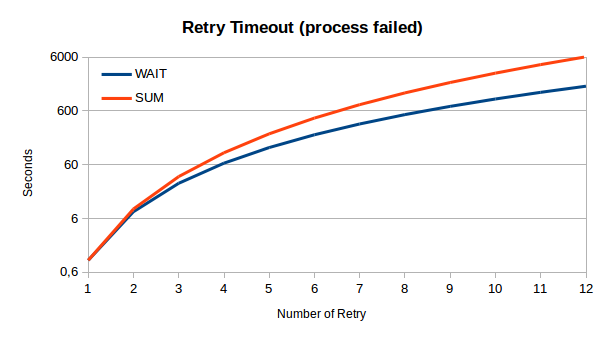 Retry Timeout (process failed)
6000
600
60
6
0,6
Seconds
WAIT
SUM
1 2 3 4 5 6 7 8 9 10 11 12
Number of Retry